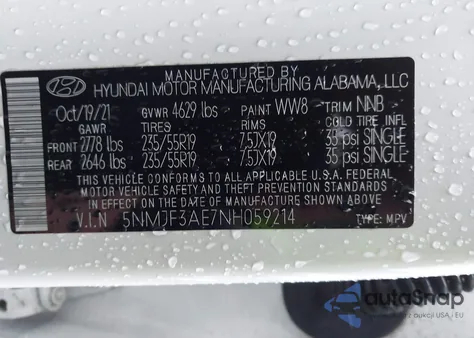 MANUFACTURED BY
HYUNDAI MOTOR MANUFACTURING ALABAMA, LLC
Oct/19/21 GVWR 4629 lbs PAINT WW8 TRIM NNB
GAWR TIRES RIMS COLD TIRE INFL.
FRONT 2778 lbs 235/55R19 7.5JX19 35 psi SINGLE
REAR 2646 lbs 235/55R19 7.5JX19 35 psi SINGLE
THIS VEHICLE CONFORMS TO ALL APPLICABLE U.S.A. FEDERAL
MOTOR VEHICLE SAFETY AND THEFT PREVENTION STANDARDS
IN EFFECT ON THE DATE OF MANUFACTURE SHOWN ABOVE.
V.I.N 5NMJF3AE7NH059214 TYPE: MPV
autoSnap
z aukcji USA i EU